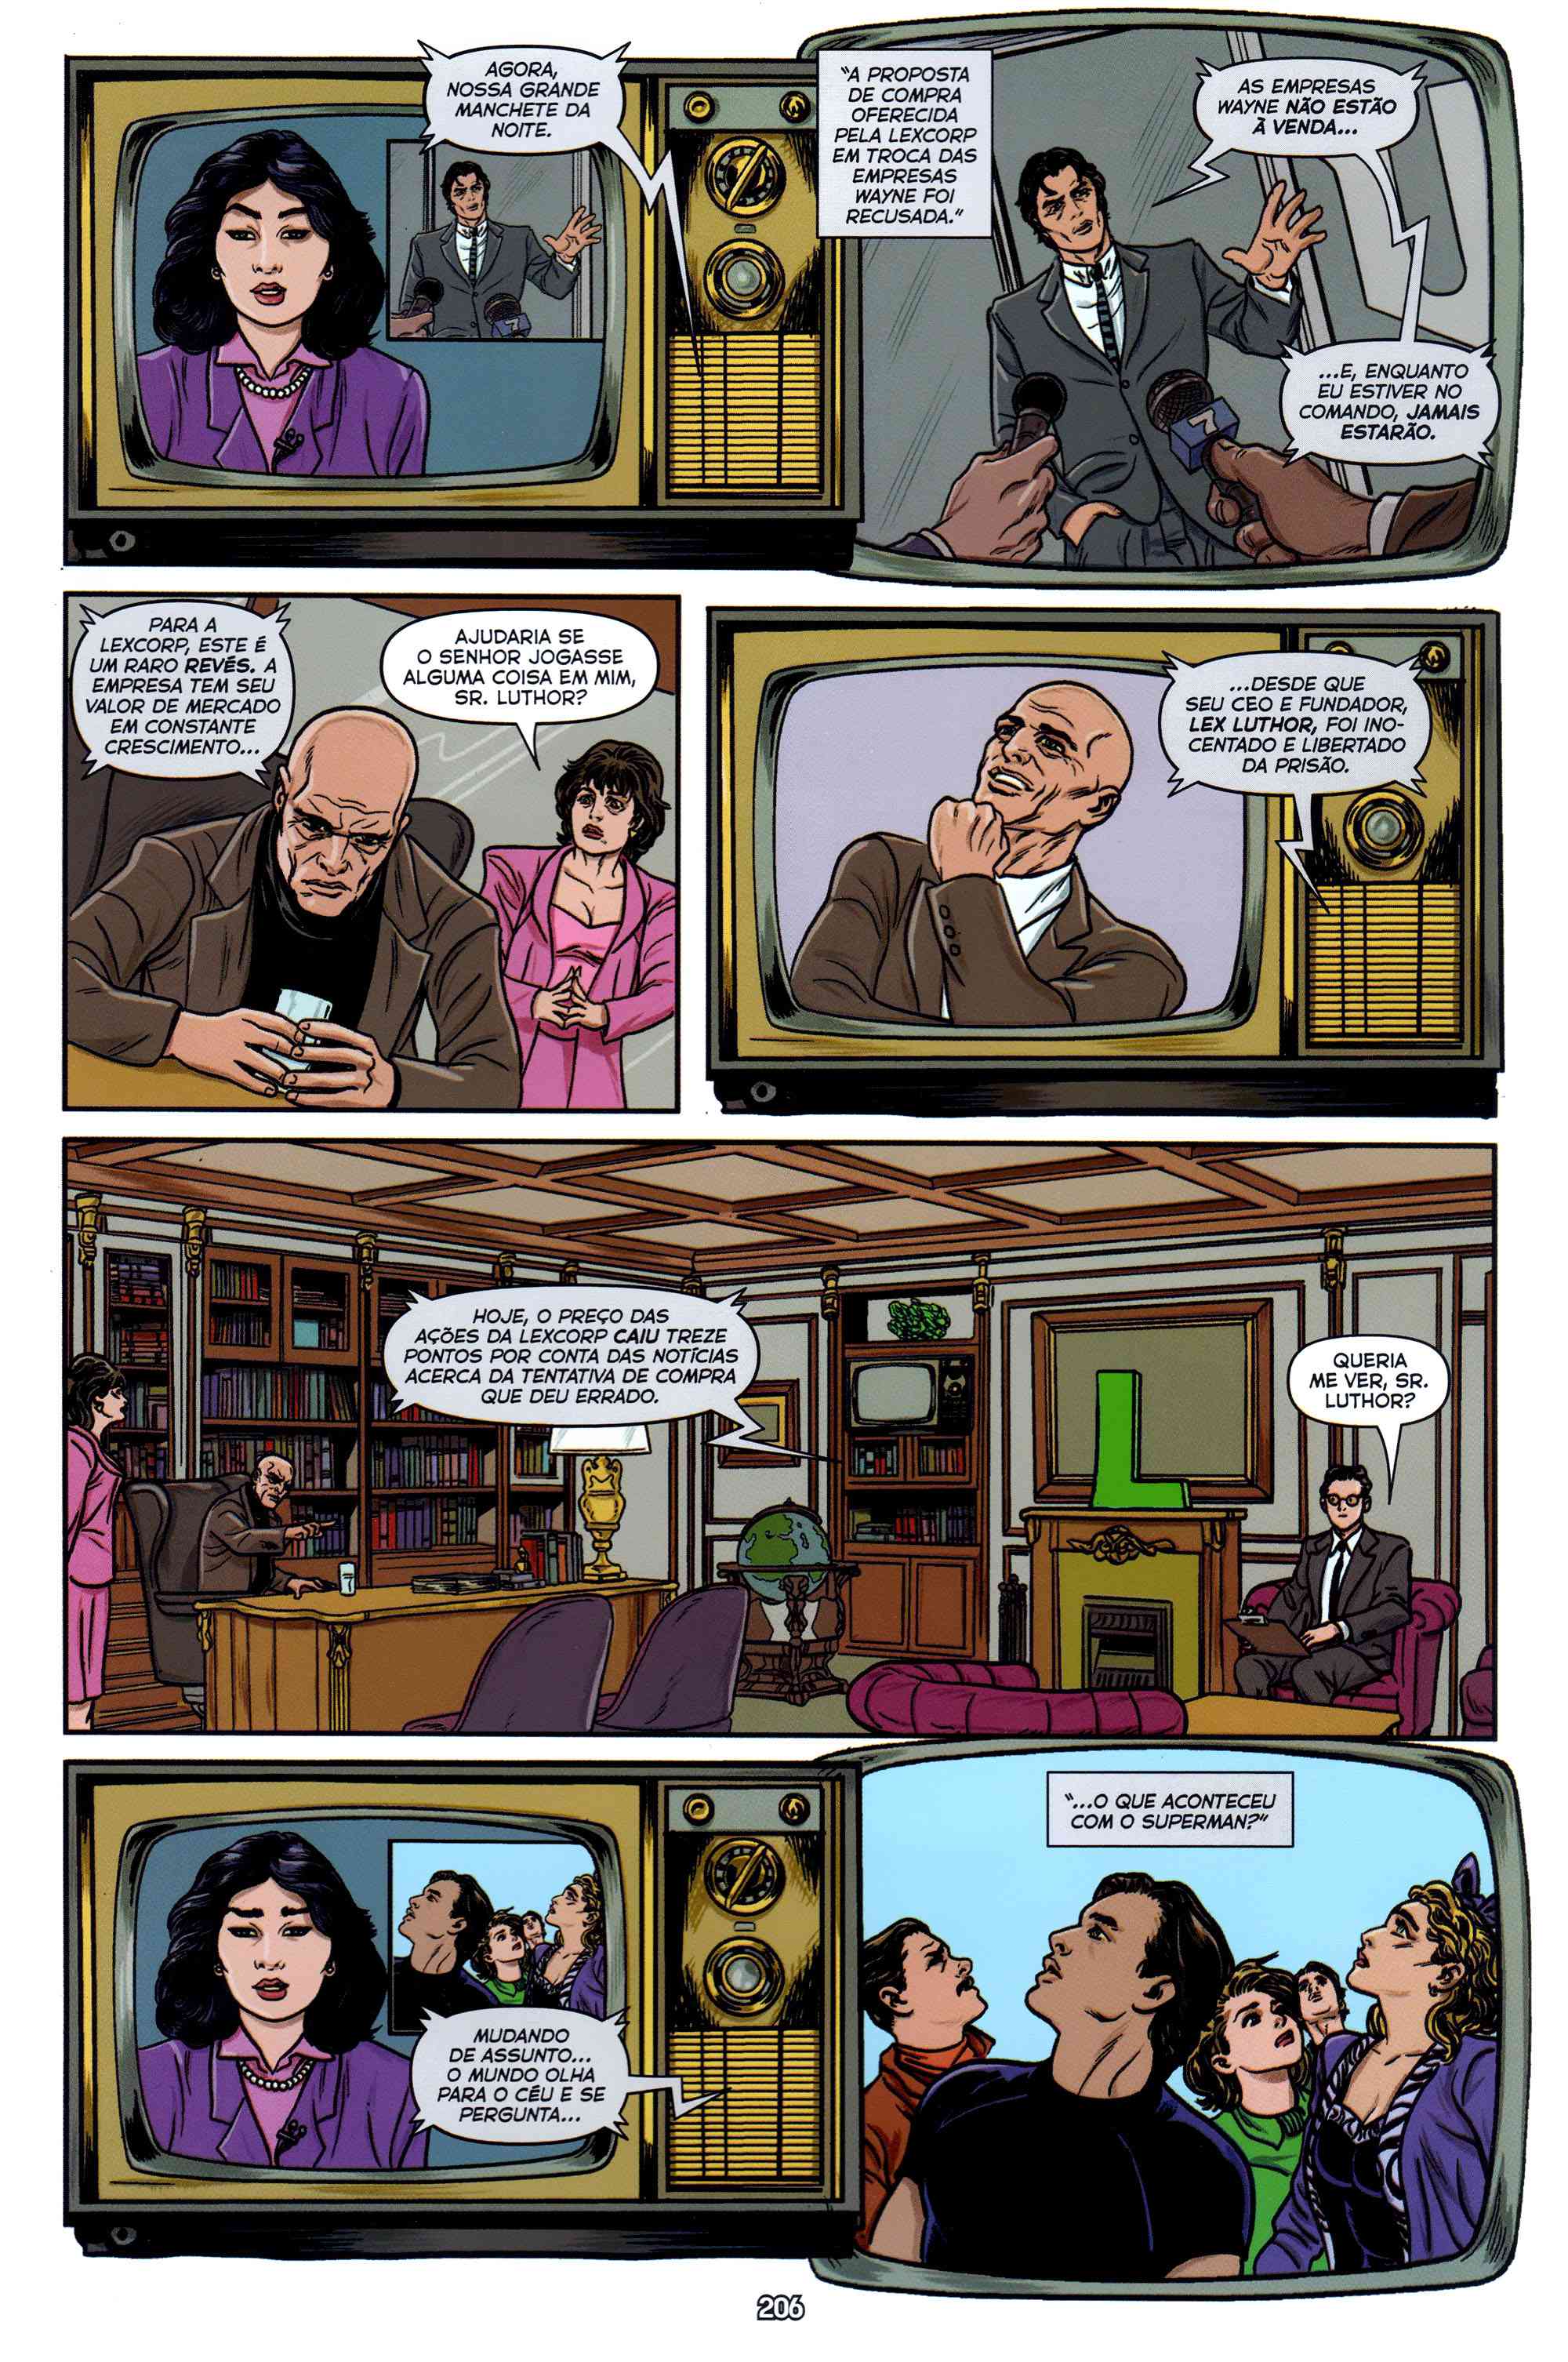 AGORA,
NOSSA GRANDE
MANCHETE DA
NOITE.
"A PROPOSTA
DE COMPRA
OFERECIDA
PELA LEXCORP
EM TROCA DAS
EMPRESAS
WAYNE FOI
RECUSADA."
AS EMPRESAS
WAYNE NÃO ESTÃO
À VENDA...
7
7
...E, ENQUANTO
EU ESTIVER NO
COMANDO, JAMAIS
ESTARÃO.
PARA A
LEXCORP, ESTE É
UM RARO REVÉS. A
EMPRESA TEM SEU
VALOR DE MERCADO
EM CONSTANTE
CRESCIMENTO...
AJUDARIA SE
O SENHOR JOGASSE
ALGUMA COISA EM MIM,
SR. LUTHOR?
...DESDE QUE
SEU CEO E FUNDADOR,
LEX LUTHOR, FOI INO-
CENTADO E LIBERTADO
DA PRISÃO.
HOJE, O PREÇO DAS
AÇÕES DA LEXCORP CAIU TREZE
PONTOS POR CONTA DAS NOTÍCIAS
ACERCA DA TENTATIVA DE COMPRA
QUE DEU ERRADO.
L
QUERIA
ME VER, SR.
LUTHOR?
MUDANDO
DE ASSUNTO...
O MUNDO OLHA
PARA O CÉU E SE
PERGUNTA...
"...O QUE ACONTECEU
COM O SUPERMAN?"
206